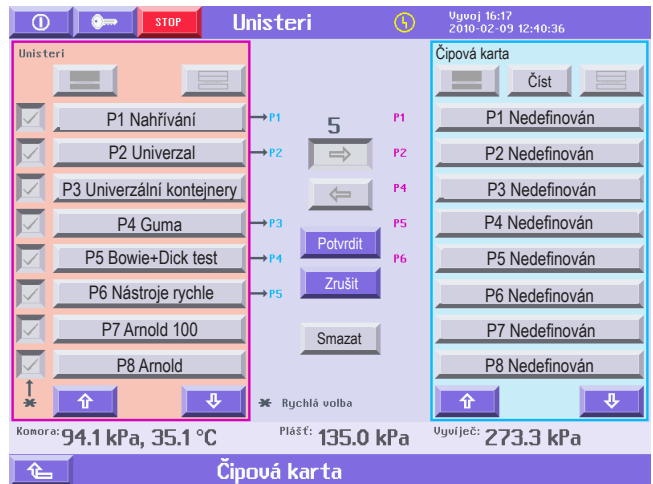 STOP
Unisteri
Vyvoj 16:17
2010-02-09 12:40:36
Unisteri
Čipová karta
Číst
P1 Nahřívání
P1
5
P1
P1 Nedefinován
P2 Univerzal
P2
P2
P2 Nedefinován
P3 Univerzální kontejnery
P4
P3 Nedefinován
P4 Guma
P3
P5
P4 Nedefinován
P5 Bowie+Dick test
P4
Potvrdit
P6
P5 Nedefinován
P6 Nástroje rychle
P5
Zrušit
P6 Nedefinován
P7 Arnold 100
Smazat
P7 Nedefinován
P8 Arnold
P8 Nedefinován
Rychlá volba
Komora: 94.1 kPa, 35.1 °C
Plášť: 135.0 kPa
Vyvíječ: 273.3 kPa
Čipová karta